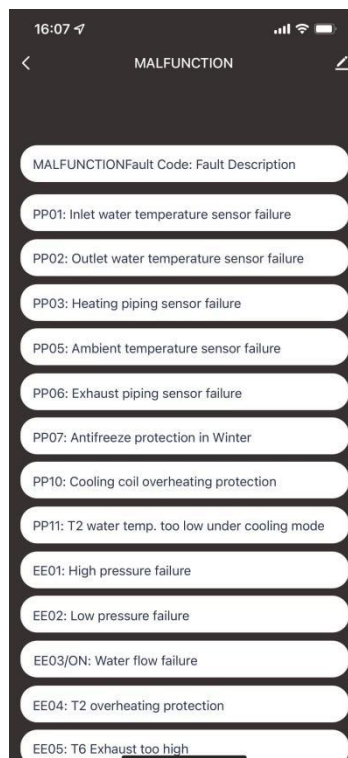 16:07
MALFUNCTION
MALFUNCTIONFault Code: Fault Description
PP01: Inlet water temperature sensor failure
PP02: Outlet water temperature sensor failure
PP03: Heating piping sensor failure
PP05: Ambient temperature sensor failure
PP06: Exhaust piping sensor failure
PP07: Antifreeze protection in Winter
PP10: Cooling coil overheating protection
PP11: T2 water temp. too low under cooling mode
EE01: High pressure failure
EE02: Low pressure failure
EE03/ON: Water flow failure
EE04: T2 overheating protection
EE05: T6 Exhaust too high